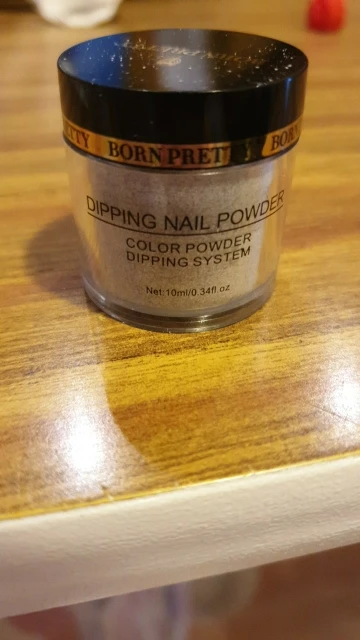 BORN PRETTY
DIPPING NAIL POWDER
COLOR POWDER
DIPPING SYSTEM
Net:10ml/0.34fl.oz